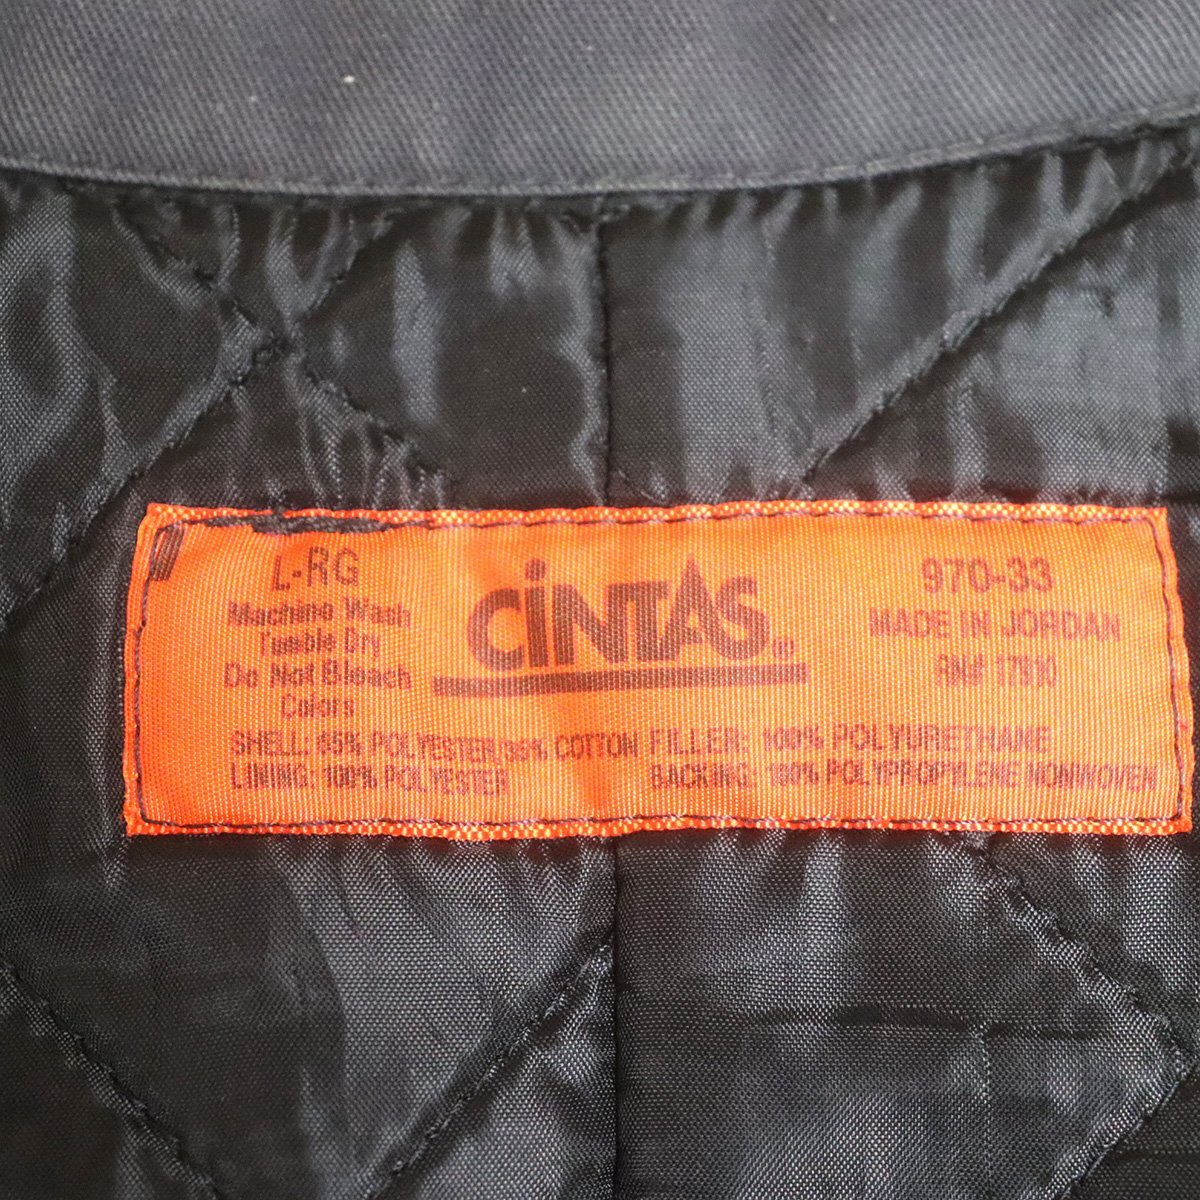 L-RG
Machine Wash
Tumble Dry
Do Not Bleach
Colors
CiNTAS®
970-33
MADE IN JORDAN
RN# 17810
SHELL: 65% POLYESTER/35% COTTON
LINING: 100% POLYESTER
FILLER: 100% POLYURETHANE
BACKING: 100% POLYPROPYLENE NONWOVEN